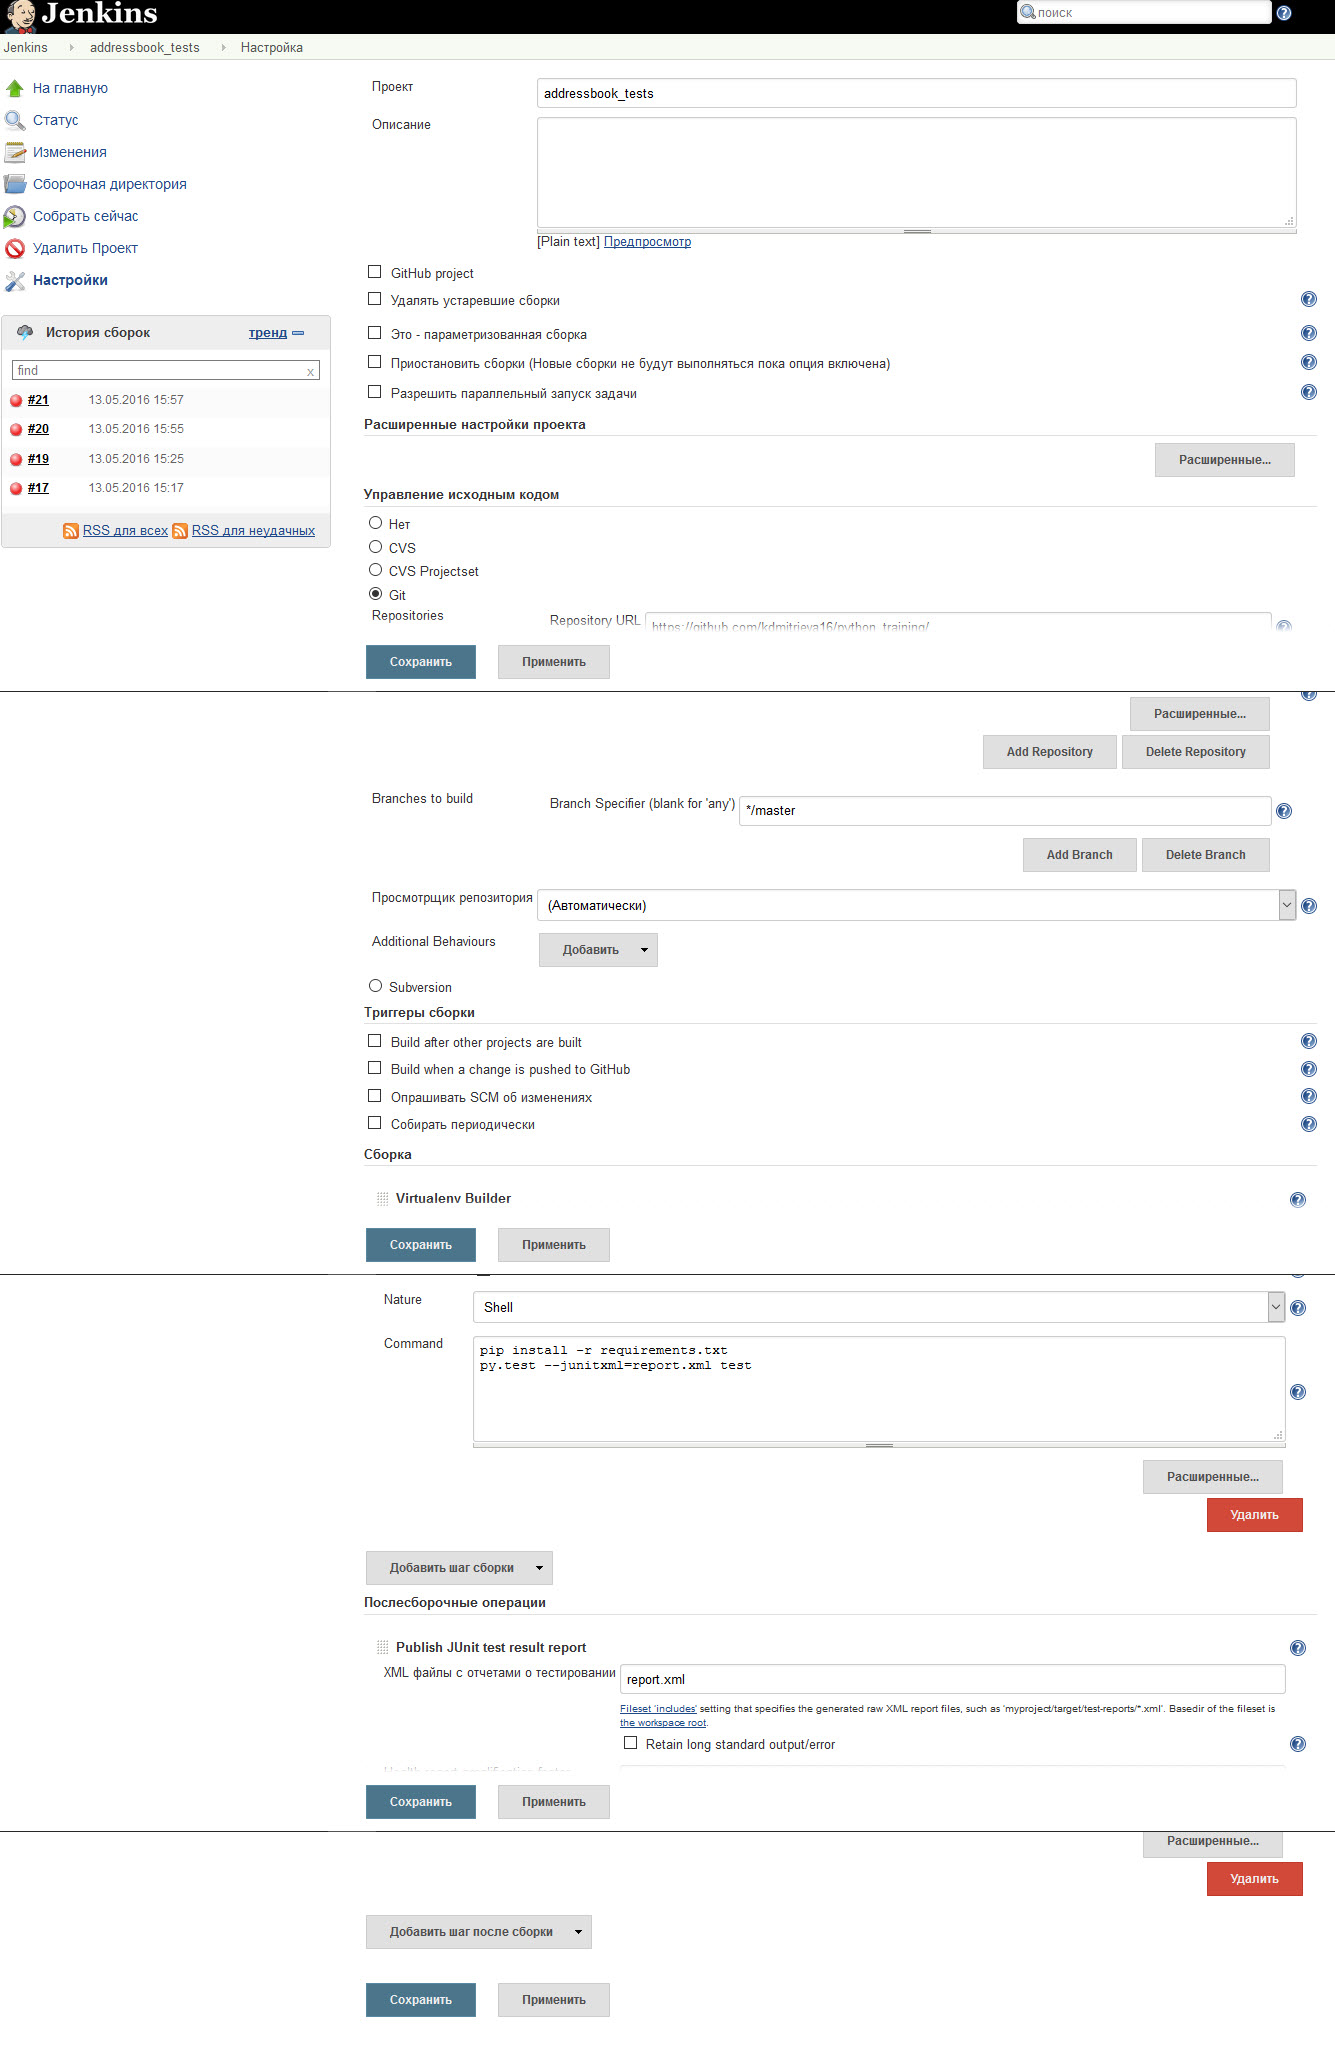 Jenkins
поиск
Jenkins addressbook_tests Настройка
На главную
Статус
Изменения
Сборочная директория
Собрать сейчас
Удалить Проект
Настройки
История сборок тренд
find x
#21 13.05.2016 15:57
#20 13.05.2016 15:55
#19 13.05.2016 15:25
#17 13.05.2016 15:17
RSS для всех RSS для неудачных
Проект addressbook_tests
Описание
[Plain text] Предпросмотр
GitHub project
Удалять устаревшие сборки
Это - параметризованная сборка
Приостановить сборки (Новые сборки не будут выполняться пока опция включена)
Разрешить параллельный запуск задачи
Расширенные настройки проекта
Расширенные...
Управление исходным кодом
Нет
CVS
CVS Projectset
Git
Repositories Repository URL https://github.com/kdmitrieva16/python_training/
Сохранить Применить
Расширенные...
Add Repository Delete Repository
Branches to build Branch Specifier (blank for 'any') */master
Add Branch Delete Branch
Просмотрщик репозитория (Автоматически)
Additional Behaviours Добавить
Subversion
Триггеры сборки
Build after other projects are built
Build when a change is pushed to GitHub
Опрашивать SCM об изменениях
Собирать периодически
Сборка
Virtualenv Builder
Сохранить Применить
Nature Shell
Command pip install -r requirements.txt
py.test --junitxml=report.xml test
Расширенные...
Удалить
Добавить шаг сборки
Послесборочные операции
Publish JUnit test result report
XML файлы с отчетами о тестировании report.xml
Fileset 'includes' setting that specifies the generated raw XML report files, such as 'myproject/target/test-reports/*.xml'. Basedir of the fileset is
the workspace root.
Retain long standard output/error
Health report amplification factor
Сохранить Применить
Расширенные...
Удалить
Добавить шаг после сборки
Сохранить Применить